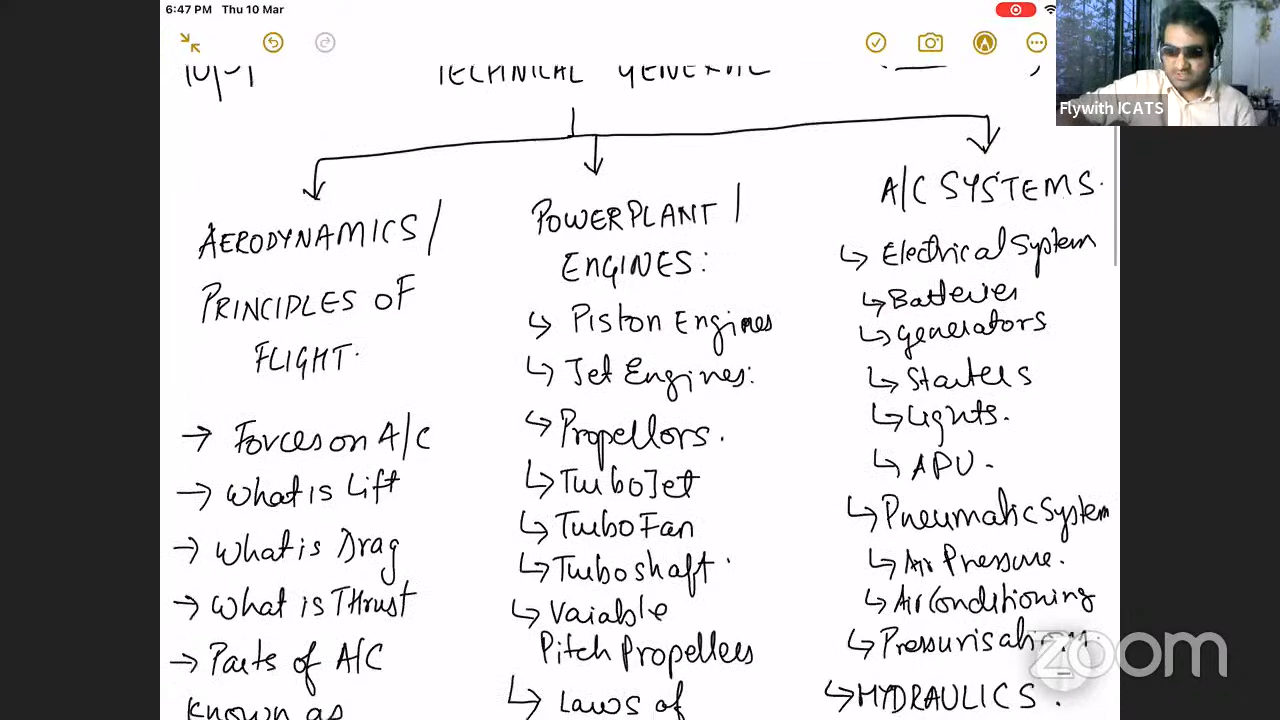 6:47 PM Thu 10 Mar
TECHNICAL GENERAL
Flywith ICATS
AERODYNAMICS/
PRINCIPLES OF
FLIGHT.
→ Forces on A/C
→ What is Lift
→ What is Drag
→ What is THrust
→ Parts of A/C
known as
POWERPLANT /
ENGINES:
↳ Piston Engines
↳ Jet Engines:
↳ Propellors.
↳ TurboJet
↳ TurboFan
↳ Turboshaft
↳ Vaiable
Pitch Propellers
↳ Laws of
A/C SYSTEMS.
↳ Electrical System
↳ Batteries
↳ Generators
↳ Starters
↳ Lights.
↳ APU.
↳ Pneumatic System
↳ Air Pressure.
↳ Air Conditioning
↳ Pressurisation.
↳ HYDRAULICS.
zoom